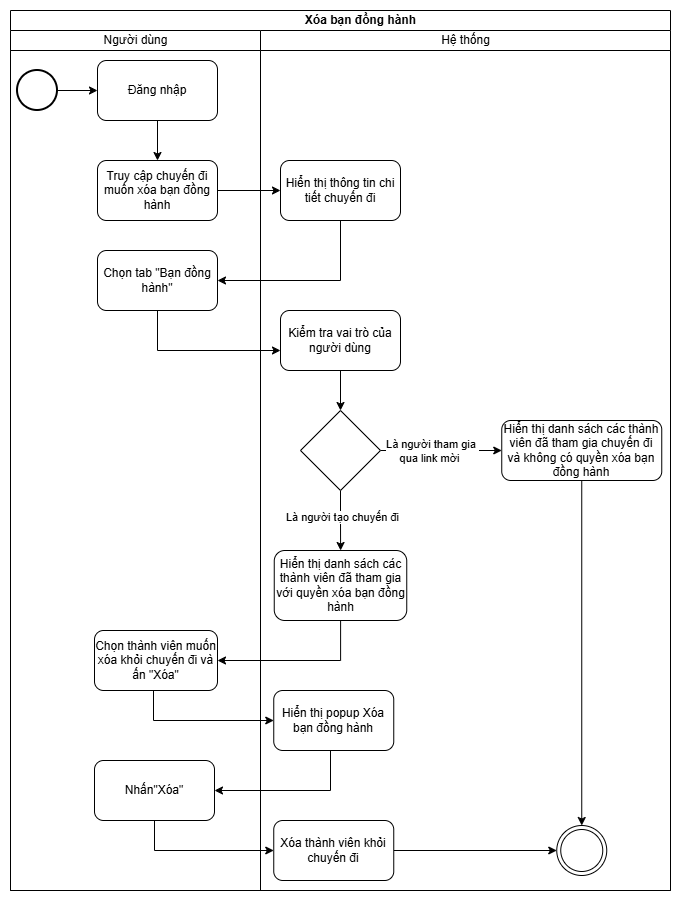 Xóa bạn đồng hành
Người dùng
Hệ thống
Đăng nhập
Truy cập chuyến đi
muốn xóa bạn đồng
hành
Hiển thị thông tin chi
tiết chuyến đi
Chọn tab "Bạn đồng
hành"
Kiểm tra vai trò của
người dùng
Là người tham gia
qua link mời
Hiển thị danh sách các thành
viên đã tham gia chuyến đi
và không có quyền xóa bạn
đồng hành
Là người tạo chuyến đi
Hiển thị danh sách các
thành viên đã tham gia
với quyền xóa bạn đồng
hành
Chọn thành viên muốn
xóa khỏi chuyến đi và
ấn "Xóa"
Hiển thị popup Xóa
bạn đồng hành
Nhấn"Xóa"
Xóa thành viên khỏi
chuyến đi